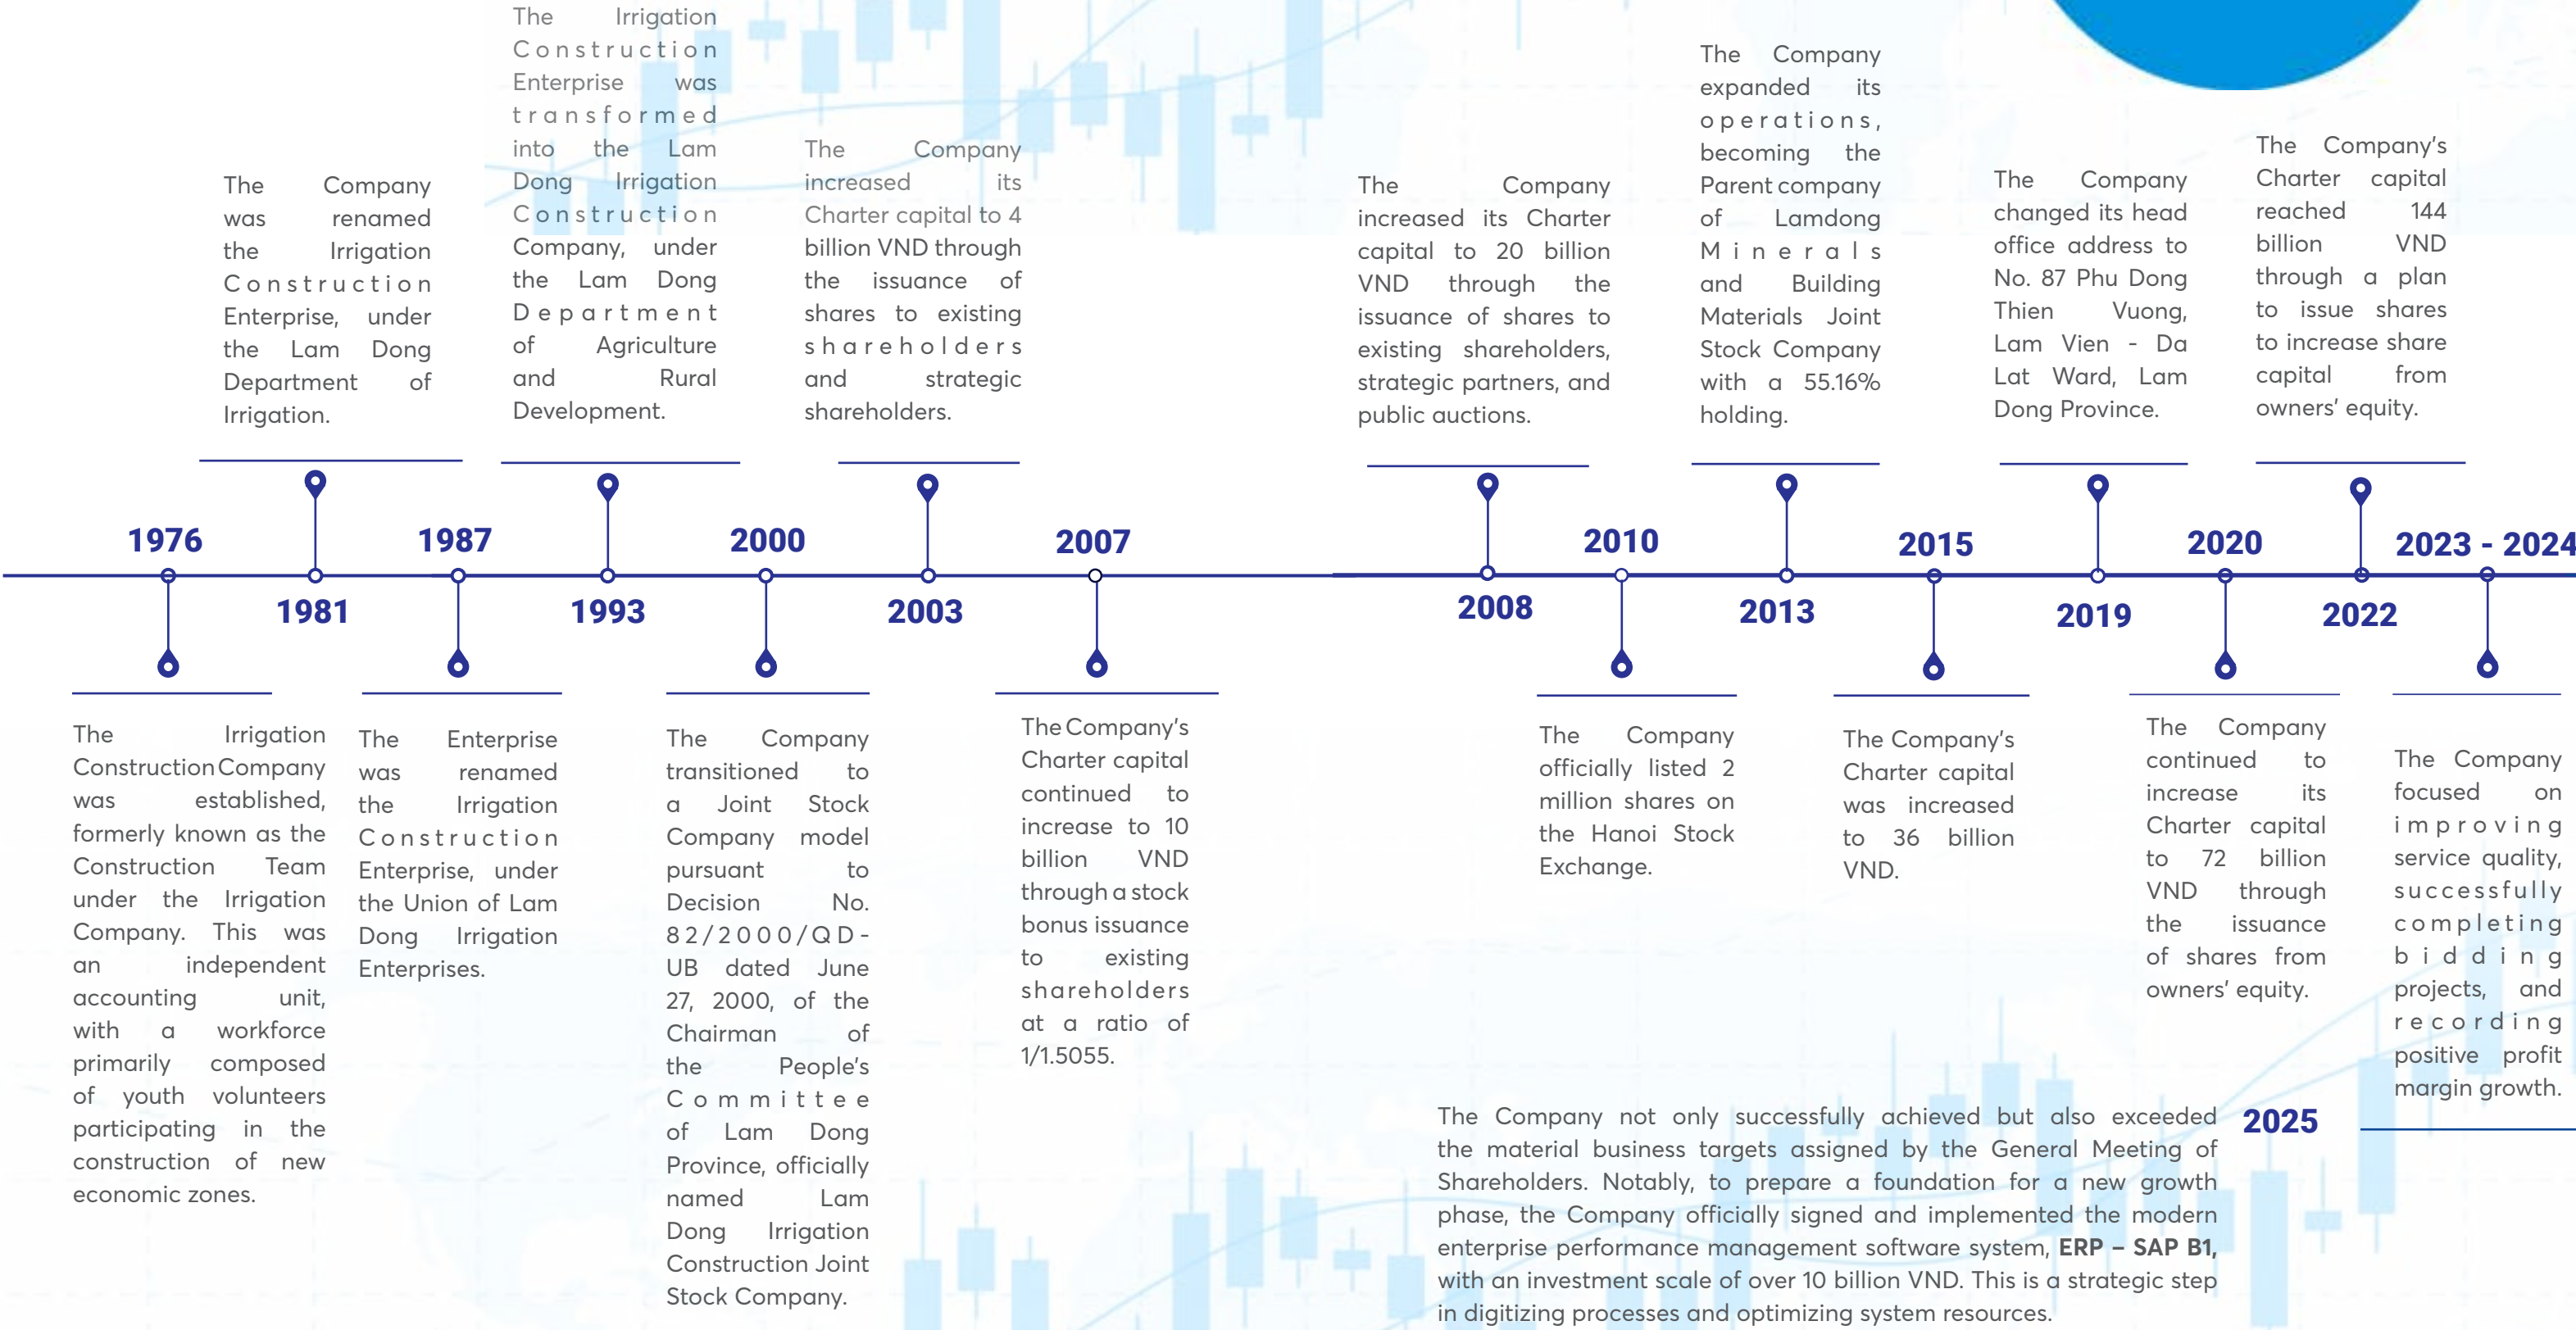 The Company
was renamed
the Irrigation
Construction
Enterprise, under
the Lam Dong
Department of
Irrigation.
The Irrigation
Construction
Enterprise was
transformed
into the Lam
Dong Irrigation
Construction
Company, under
the Lam Dong
Department
of Agriculture
and Rural
Development.
The Company
increased its
Charter capital to 4
billion VND through
the issuance of
shares to existing
shareholders
and strategic
shareholders.
The Company
increased its Charter
capital to 20 billion
VND through the
issuance of shares to
existing shareholders,
strategic partners, and
public auctions.
The Company
expanded its
operations,
becoming the
Parent company
of Lamdong
Minerals
and Building
Materials Joint
Stock Company
with a 55.16%
holding.
The Company
changed its head
office address to
No. 87 Phu Dong
Thien Vuong,
Lam Vien - Da
Lat Ward, Lam
Dong Province.
The Company's
Charter capital
reached 144
billion VND
through a plan
to issue shares
to increase share
capital from
owners' equity.
1976
1987
2000
2007
2010
2015
2020
2023 - 2024
1981
1993
2003
2008
2013
2019
2022
The Irrigation
Construction Company
was established,
formerly known as the
Construction Team
under the Irrigation
Company. This was
an independent
accounting unit,
with a workforce
primarily composed
of youth volunteers
participating in the
construction of new
economic zones.
The Enterprise
was renamed
the Irrigation
Construction
Enterprise, under
the Union of Lam
Dong Irrigation
Enterprises.
The Company
transitioned to
a Joint Stock
Company model
pursuant to
Decision No.
82/2000/QD-
UB dated June
27, 2000, of the
Chairman of
the People's
Committee
of Lam Dong
Province, officially
named Lam
Dong Irrigation
Construction Joint
Stock Company.
The Company's
Charter capital
continued to
increase to 10
billion VND
through a stock
bonus issuance
to existing
shareholders
at a ratio of
1/1.5055.
The Company
officially listed 2
million shares on
the Hanoi Stock
Exchange.
The Company's
Charter capital
was increased
to 36 billion
VND.
The Company
continued to
increase its
Charter capital
to 72 billion
VND through
the issuance
of shares from
owners' equity.
The Company
focused on
improving
service quality,
successfully
completing
bidding
projects, and
recording
positive profit
margin growth.
2025
The Company not only successfully achieved but also exceeded
the material business targets assigned by the General Meeting of
Shareholders. Notably, to prepare a foundation for a new growth
phase, the Company officially signed and implemented the modern
enterprise performance management software system, ERP – SAP B1,
with an investment scale of over 10 billion VND. This is a strategic step
in digitizing processes and optimizing system resources.